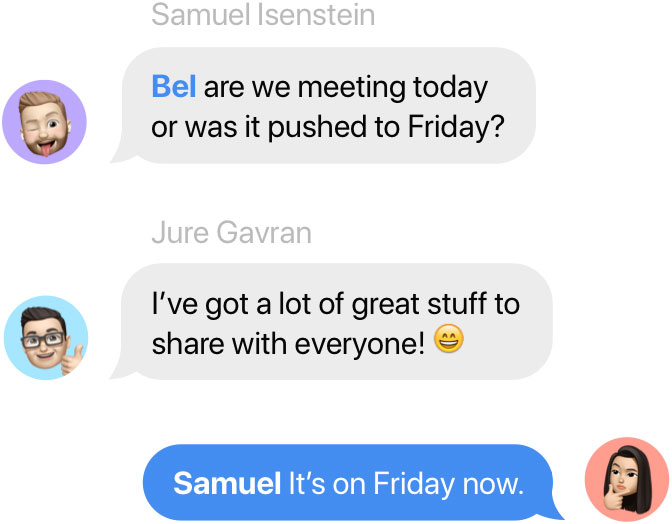 Samuel Isenstein
Bel are we meeting today
or was it pushed to Friday?
Jure Gavran
I’ve got a lot of great stuff to
share with everyone! 😄
Samuel It’s on Friday now.